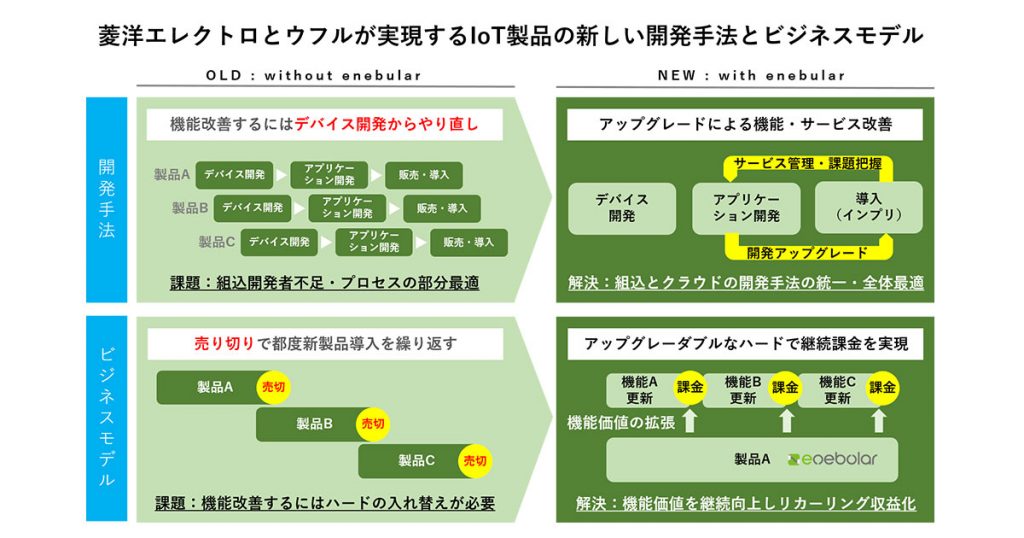 菱洋エレクトロとウフルが実現するIoT製品の新しい開発手法とビジネスモデル
OLD : without enebular
NEW : with enebular
開発手法
機能改善するにはデバイス開発からやり直し
製品A
デバイス開発
アプリケー
ション開発
販売・導入
製品B
デバイス開発
アプリケー
ション開発
販売・導入
製品C
デバイス開発
アプリケー
ション開発
販売・導入
課題：組込開発者不足・プロセスの部分最適
アップグレードによる機能・サービス改善
サービス管理・課題把握
デバイス
開発
アプリケー
ション開発
導入
（インプリ）
開発アップグレード
解決：組込とクラウドの開発手法の統一・全体最適
ビジネスモデル
売り切りで都度新製品導入を繰り返す
製品A
売切
製品B
売切
製品C
売切
課題：機能改善するにはハードの入れ替えが必要
アップグレーダブルなハードで継続課金を実現
機能A
更新
課金
機能B
更新
課金
機能C
更新
課金
機能価値の拡張
製品A
eoebolar
解決：機能価値を継続向上しリカーリング収益化